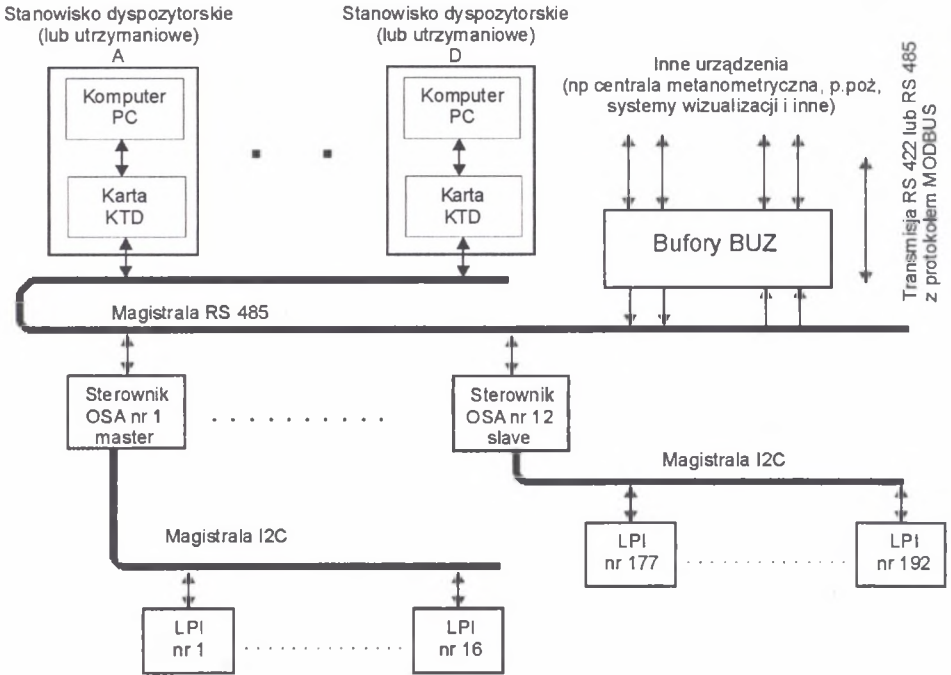 Stanowisko dyspozytorskie
(lub utrzymaniowe)
A
Stanowisko dyspozytorskie
(lub utrzymaniowe)
D
Komputer
PC
Karta
KTD
Komputer
PC
Karta
KTD
Inne urządzenia
(np centrala metanometryczna, p.poż,
systemy wizualizacji i inne)
Bufory BUZ
Transmisja RS 422 lub RS 485
z protokołem MODBUS
Magistrala RS 485
Sterownik
OSA nr 1
master
Sterownik
OSA nr 12
slave
Magistrala I2C
Magistrala I2C
LPI
nr 177
LPI
nr 192
LPI
nr 1
LPI
nr 16